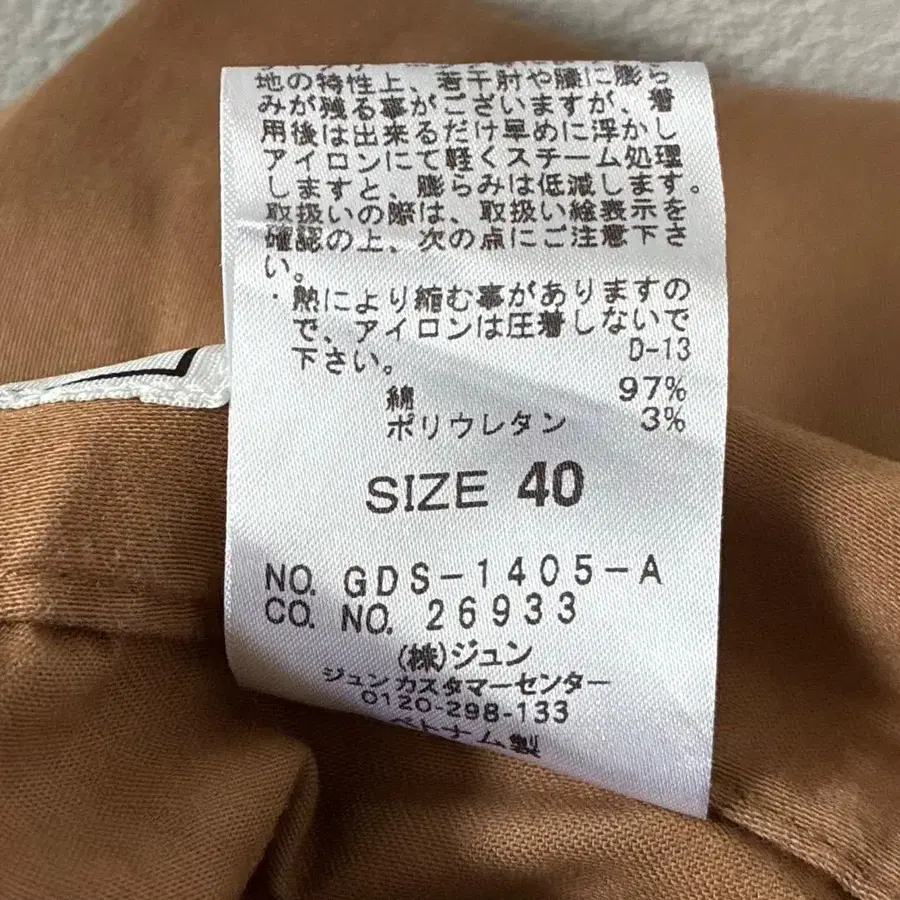 地の特性上、若干肘や膝に膨ら
みが残る事がございますが、着
用後は出来るだけ早めに浮かし
アイロンにて軽くスチーム処理
しますと、膨らみは低減します。
取扱いの際は、取扱い絵表示を
確認の上、次の点にご注意下さ
い。
・熱により縮む事がありますの
で、アイロンは圧着しないで
下さい。
D-13
綿 97%
ポリウレタン 3%
SIZE 40
NO. GDS-1405-A
CO. NO. 26933
(株)ジュン
ジュンカスタマーセンター
0120-298-133
ベトナム製